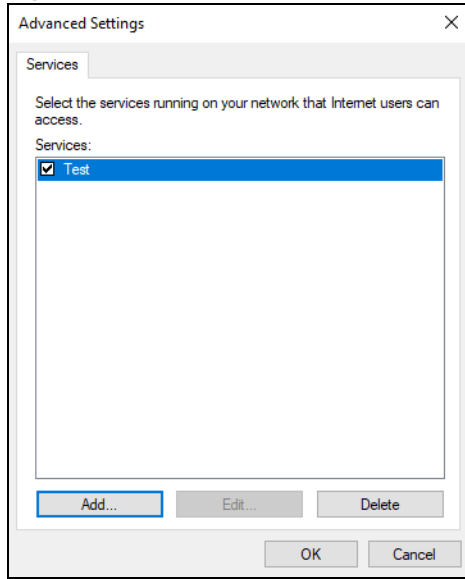 Advanced Settings
Services
Select the services running on your network that Internet users can
access.
Services:
Test
Add... Edit... Delete
OK Cancel